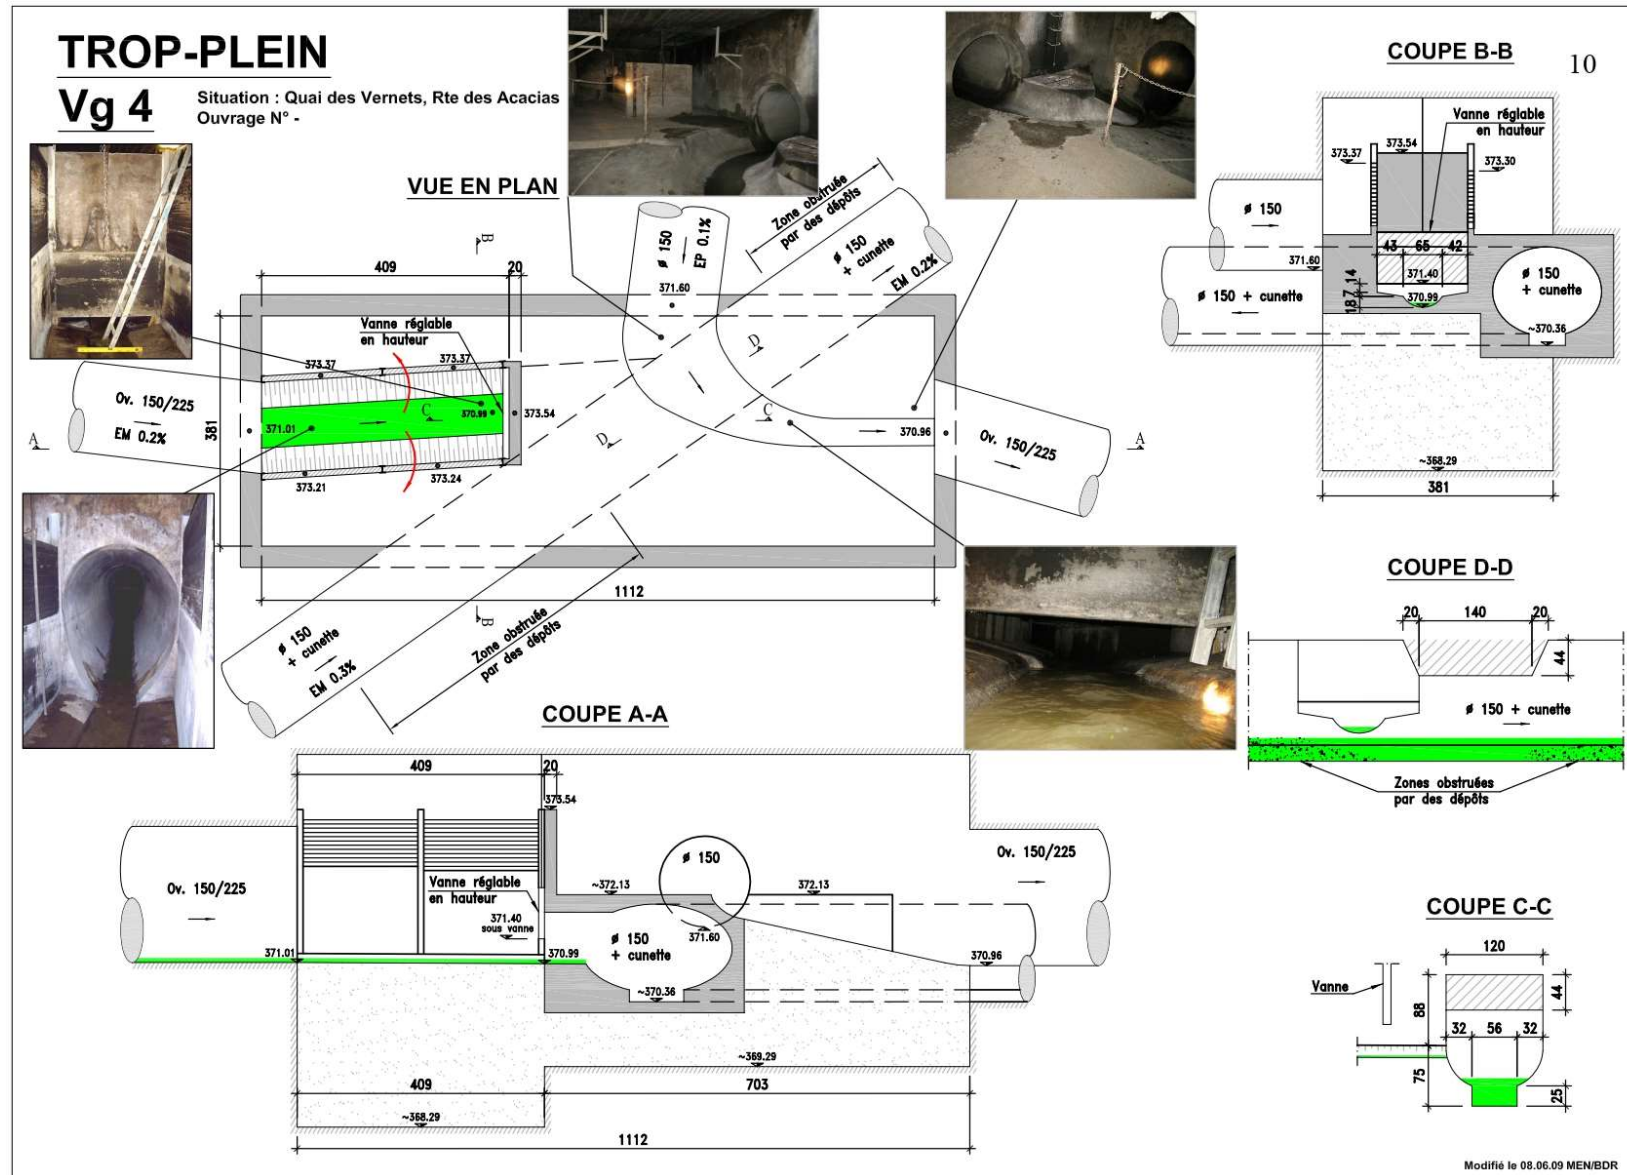 TROP-PLEIN
Vg 4
Situation : Quai des Vernets, Rte des Acacias
Ouvrage N° -
10
VUE EN PLAN
B
409
20
Ø 150
EP 0.1%
371.60
Zone obstruée
par des dépôts
Ø 150
+ cunette
EM 0.2%
Vanne réglable
en hauteur
373.37
373.37
D
Ov. 150/225
EM 0.2%
371.01
370.99
C
373.54
C
381
A
D
370.96
Ov. 150/225
A
373.21
373.24
1112
B
Ø 150
+ cunette
EM 0.3%
Zone obstruée
par des dépôts
COUPE B-B
Vanne réglable
en hauteur
373.54
373.37
373.30
Ø 150
43
65
42
371.60
371.40
14
7
18
370.99
Ø 150 + cunette
Ø 150
+ cunette
~370.36
~368.29
381
COUPE D-D
20
140
20
44
Ø 150 + cunette
Zones obstruées
par des dépôts
COUPE A-A
409
20
373.54
Ø 150
Ov. 150/225
Ov. 150/225
Vanne réglable
en hauteur
~372.13
372.13
371.40
sous vanne
371.60
371.01
370.99
Ø 150
+ cunette
370.96
~370.36
~369.29
409
703
~368.29
1112
COUPE C-C
120
Vanne
88
44
32
56
32
75
25
Modifié le 08.06.09 MEN/BDR